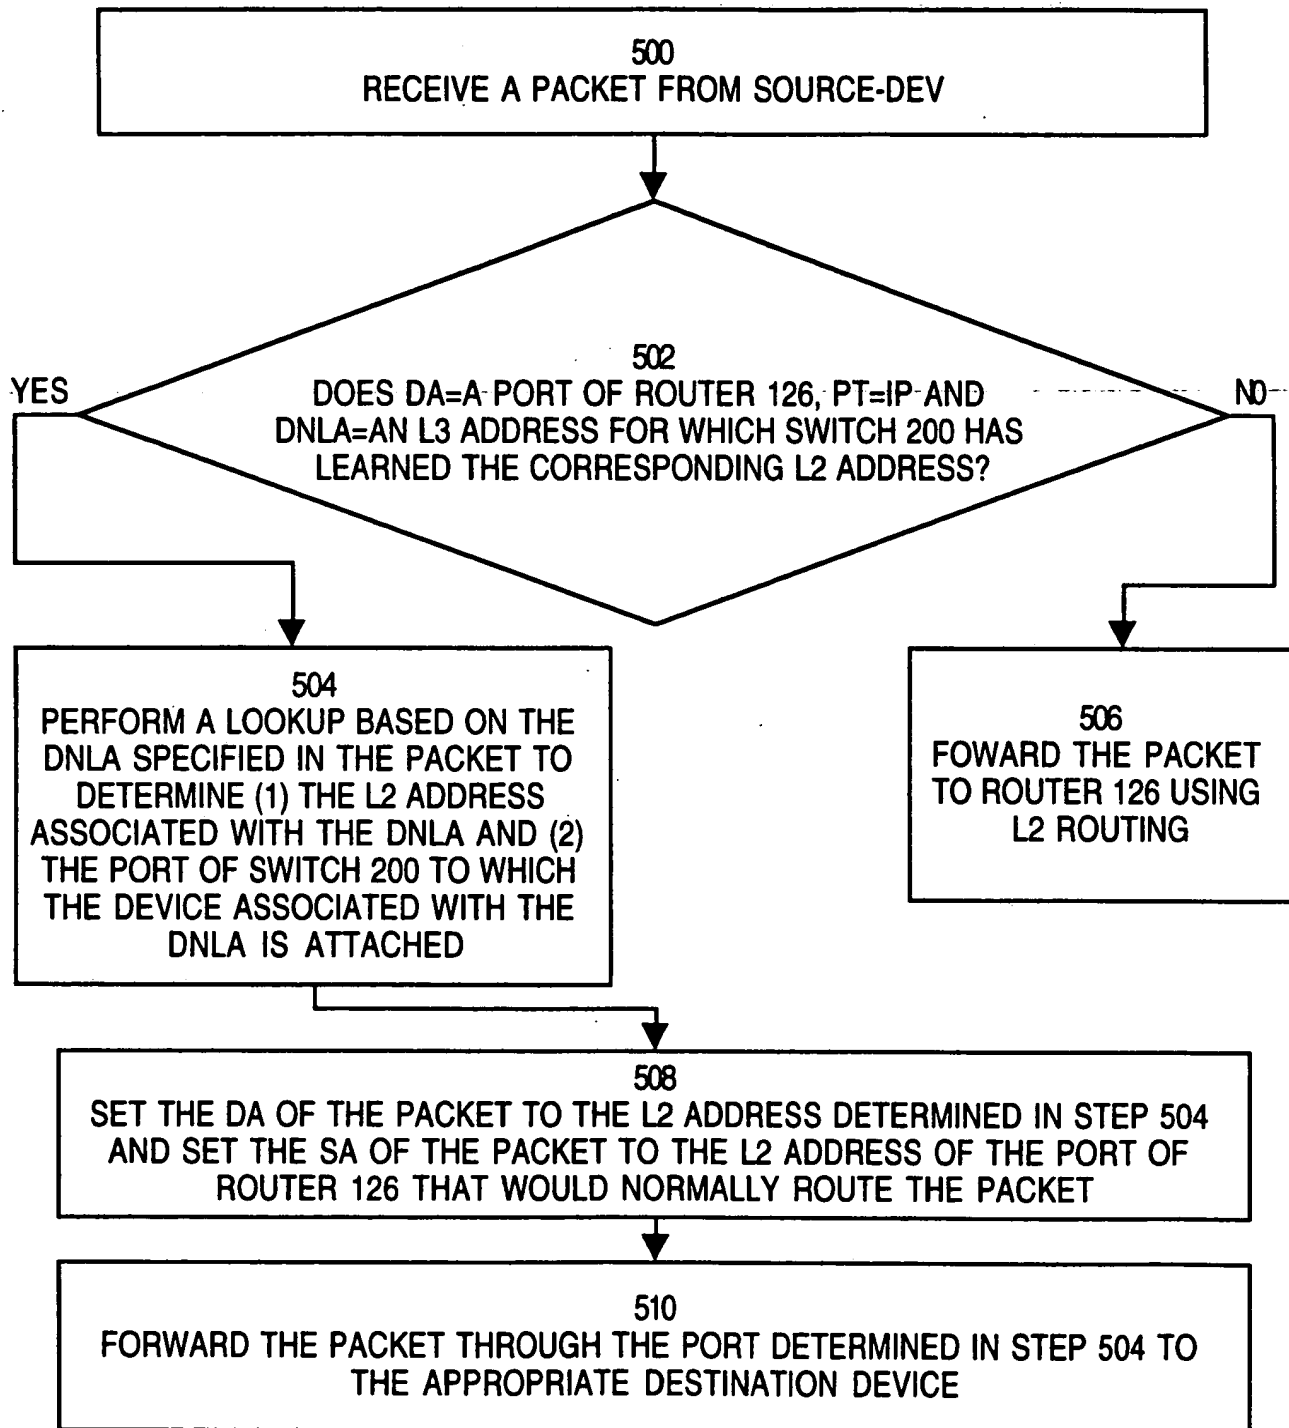 500
RECEIVE A PACKET FROM SOURCE-DEV
502
DOES DA=A PORT OF ROUTER 126, PT=IP AND
DNLA=AN L3 ADDRESS FOR WHICH SWITCH 200 HAS
LEARNED THE CORRESPONDING L2 ADDRESS?
YES
NO
504
PERFORM A LOOKUP BASED ON THE
DNLA SPECIFIED IN THE PACKET TO
DETERMINE (1) THE L2 ADDRESS
ASSOCIATED WITH THE DNLA AND (2)
THE PORT OF SWITCH 200 TO WHICH
THE DEVICE ASSOCIATED WITH THE
DNLA IS ATTACHED
506
FOWARD THE PACKET
TO ROUTER 126 USING
L2 ROUTING
508
SET THE DA OF THE PACKET TO THE L2 ADDRESS DETERMINED IN STEP 504
AND SET THE SA OF THE PACKET TO THE L2 ADDRESS OF THE PORT OF
ROUTER 126 THAT WOULD NORMALLY ROUTE THE PACKET
510
FORWARD THE PACKET THROUGH THE PORT DETERMINED IN STEP 504 TO
THE APPROPRIATE DESTINATION DEVICE